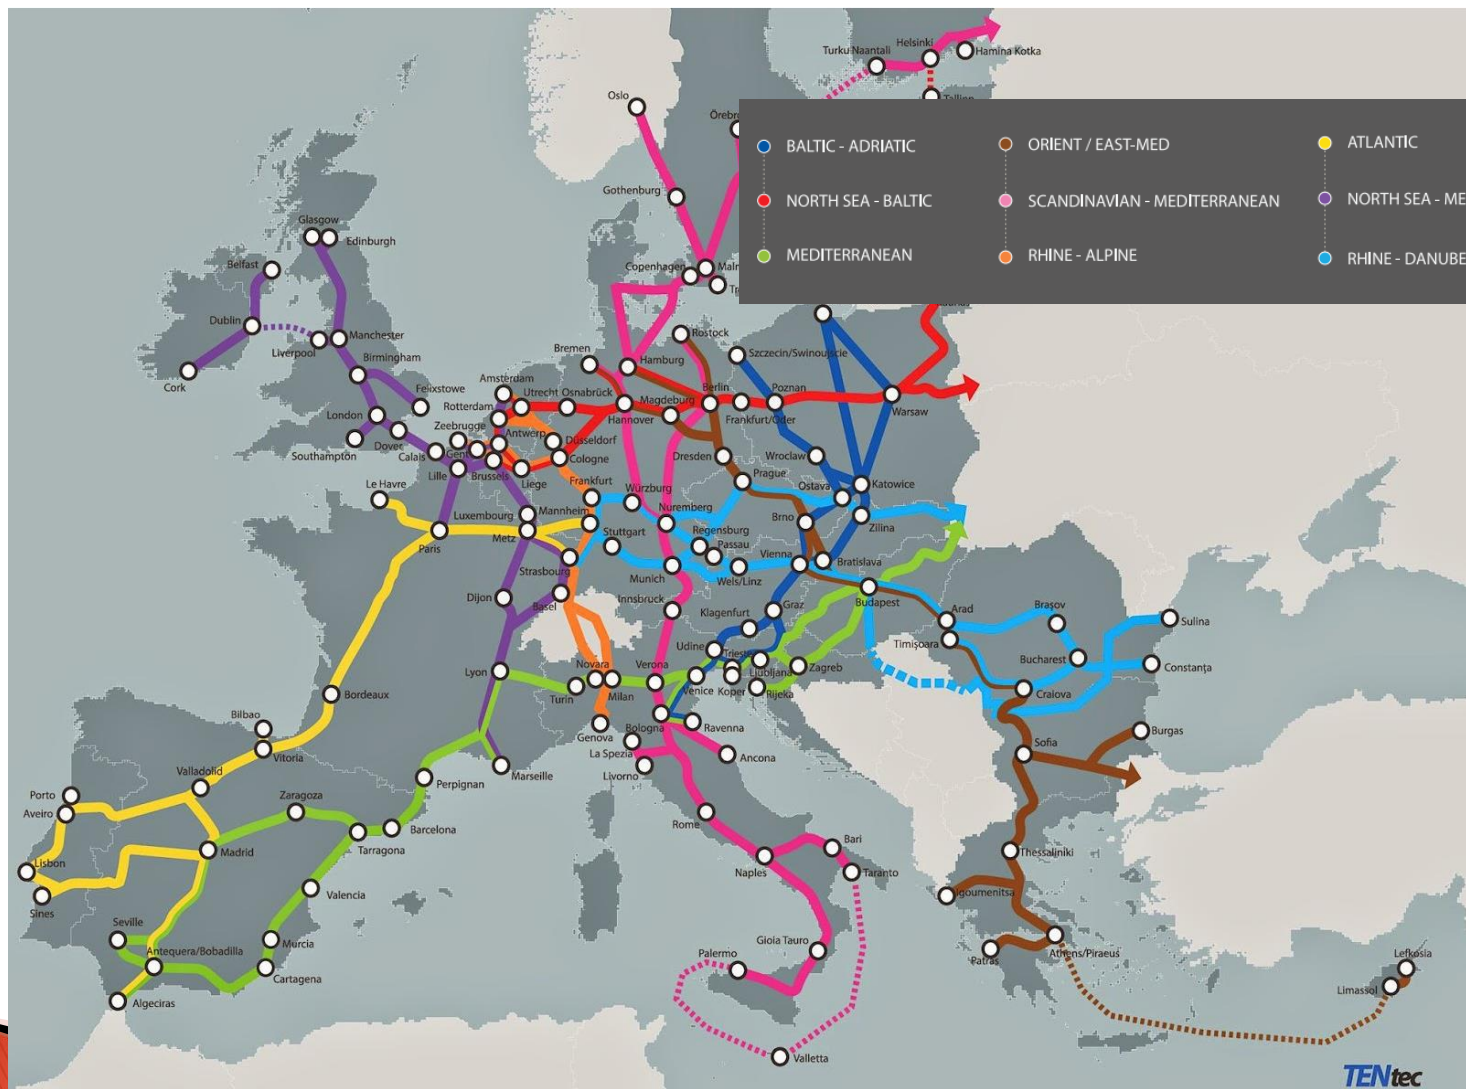 Turku-Naantali
Helsinki
Hamina Kotka
Oslo
BALTIC - ADRIATIC
NORTH SEA - BALTIC
MEDITERRANEAN
ORIENT / EAST-MED
SCANDINAVIAN - MEDITERRANEAN
RHINE - ALPINE
ATLANTIC
NORTH SEA - ME
RHINE - DANUBE
Gothenburg
Glasgow
Edinburgh
Belfast
Copenhagen
Dublin
Liverpool
Manchester
Birmingham
Cork
Felixstowe
London
Dover
Southampton
Calais
Bremen
Hamburg
Rostock
Szczecin/Swinoujscie
Amsterdam
Utrecht
Osnabrück
Magdeburg
Berlin
Poznan
Rotterdam
Hannover
Frankfurt/Oder
Warsaw
Zeebrugge
Gent
Antwerp
Düsseldorf
Cologne
Dresden
Wroclaw
Lille
Brussels
Liege
Frankfurt
Prague
Ostava
Katowice
Le Havre
Würzburg
Nuremberg
Luxembourg
Mannheim
Brno
Zilina
Paris
Metz
Stuttgart
Regensburg
Passau
Vienna
Bratislava
Strasbourg
Munich
Wels/Linz
Dijon
Basel
Innsbruck
Klagenfurt
Graz
Budapest
Arad
Braşov
Sulina
Timişoara
Udine
Trieste
Bucharest
Constanţa
Lyon
Novara
Verona
Ljubljana
Zagreb
Turin
Milan
Venice
Koper
Rijeka
Craiova
Bordeaux
Genova
Bologna
Ravenna
Burgas
Bilbao
Vitoria
La Spezia
Livorno
Ancona
Sofia
Valladolid
Marseille
Perpignan
Porto
Aveiro
Zaragoza
Barcelona
Tarragona
Rome
Bari
Madrid
Lisbon
Naples
Taranto
Thessaliniki
Sines
Valencia
Igoumenitsa
Seville
Murcia
Antequera/Bobadilla
Cartagena
Algeciras
Gioia Tauro
Palermo
Patras
Athens/Piraeus
Lefkosia
Limassol
Valletta
TENtec